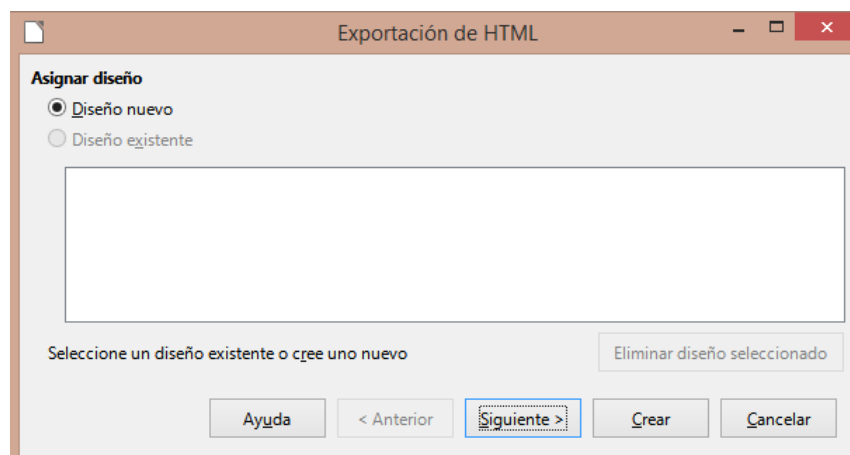 Exportación de HTML
Asignar diseño
Diseño nuevo
Diseño existente
Seleccione un diseño existente o cree uno nuevo
Eliminar diseño seleccionado
Ayuda < Anterior Siguiente > Crear Cancelar